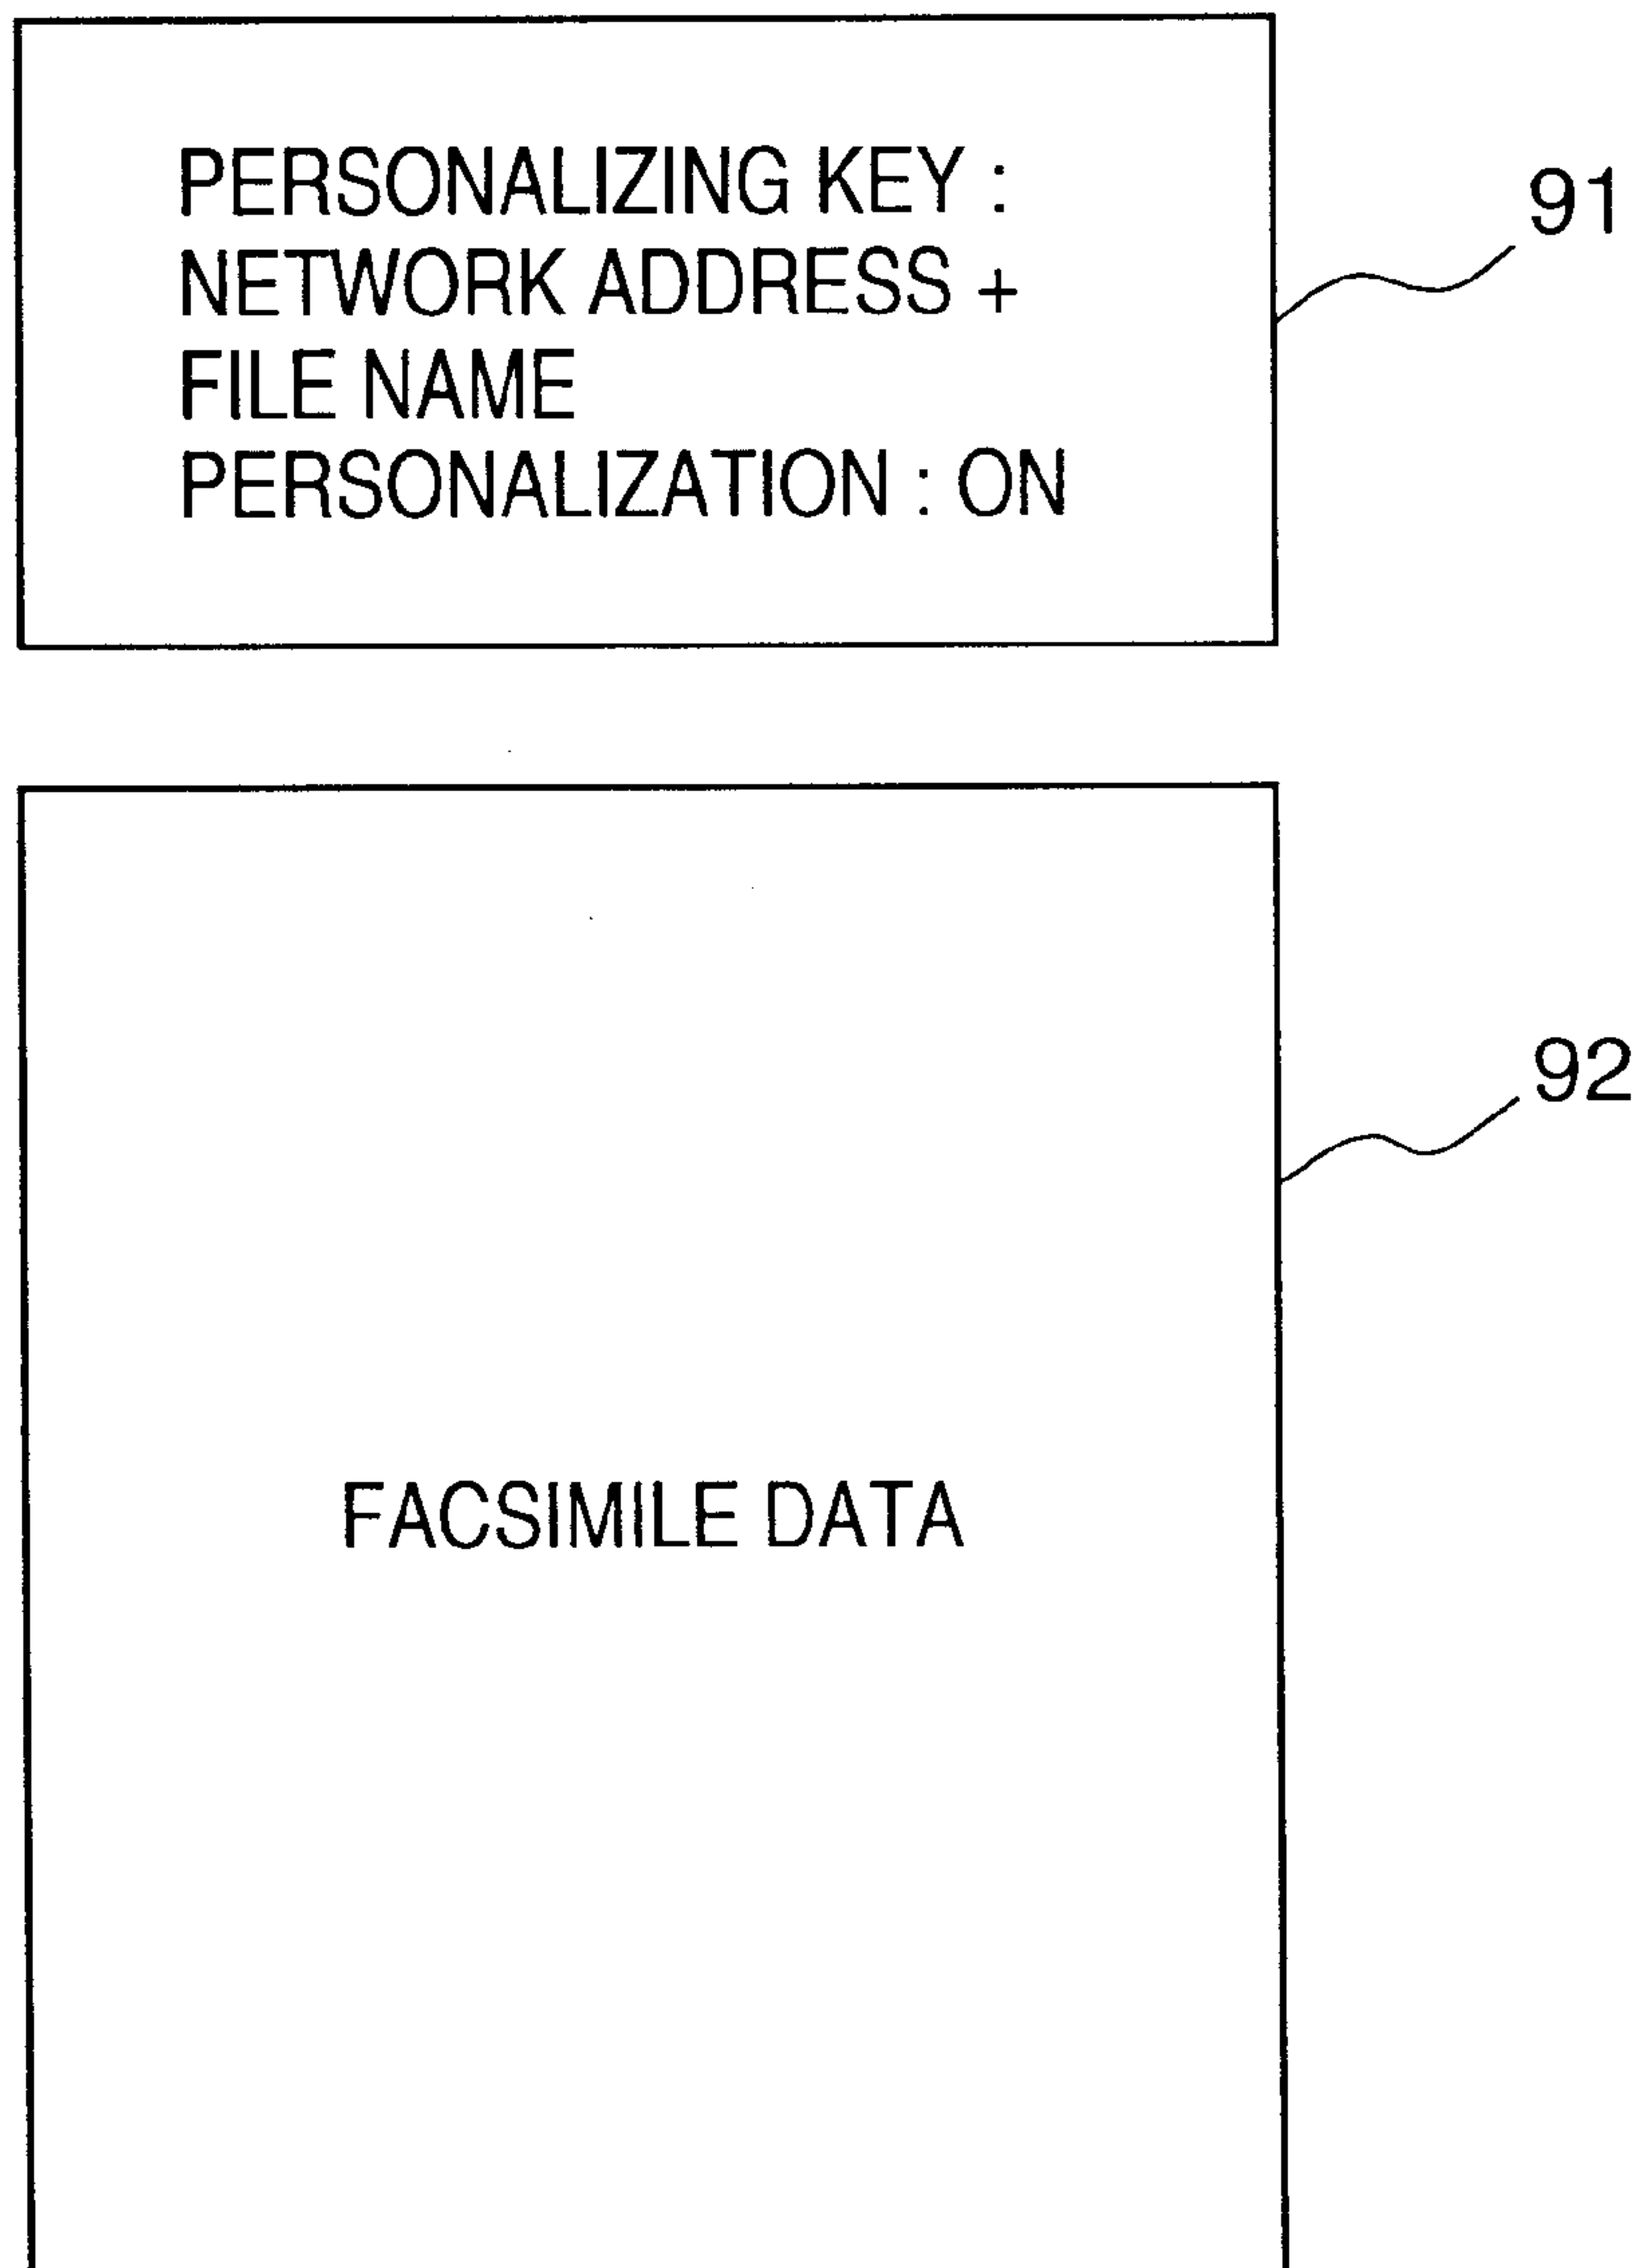 PERSONALIZING KEY :
NETWORK ADDRESS +
FILE NAME
PERSONALIZATION : ON
91
92
FACSIMILE DATA